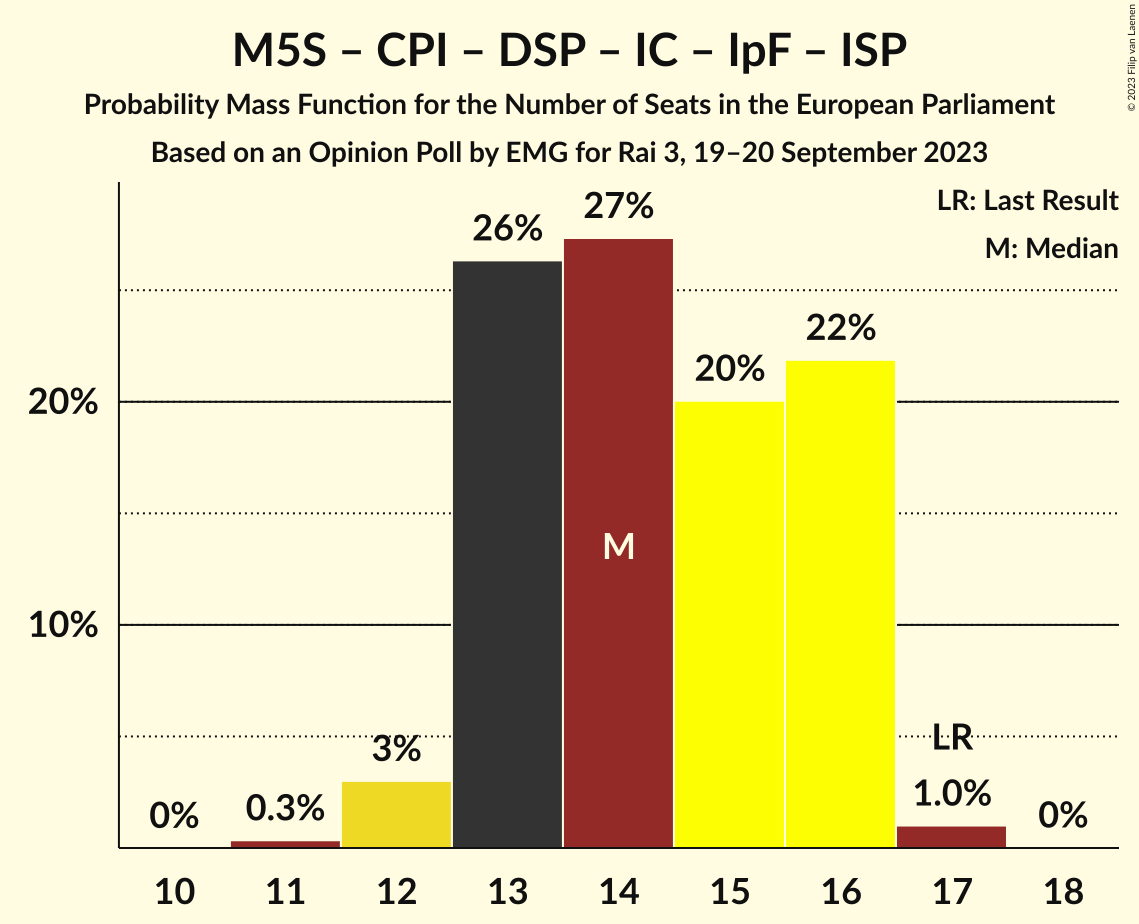 M5S – CPI – DSP – IC – IpF – ISP
Probability Mass Function for the Number of Seats in the European Parliament
Based on an Opinion Poll by EMG for Rai 3, 19–20 September 2023
© 2023 Filip van Laenen
LR: Last Result
M: Median
27%
26%
22%
20%
20%
M
10%
LR
3%
1.0%
0.3%
0%
0%
10 11 12 13 14 15 16 17 18